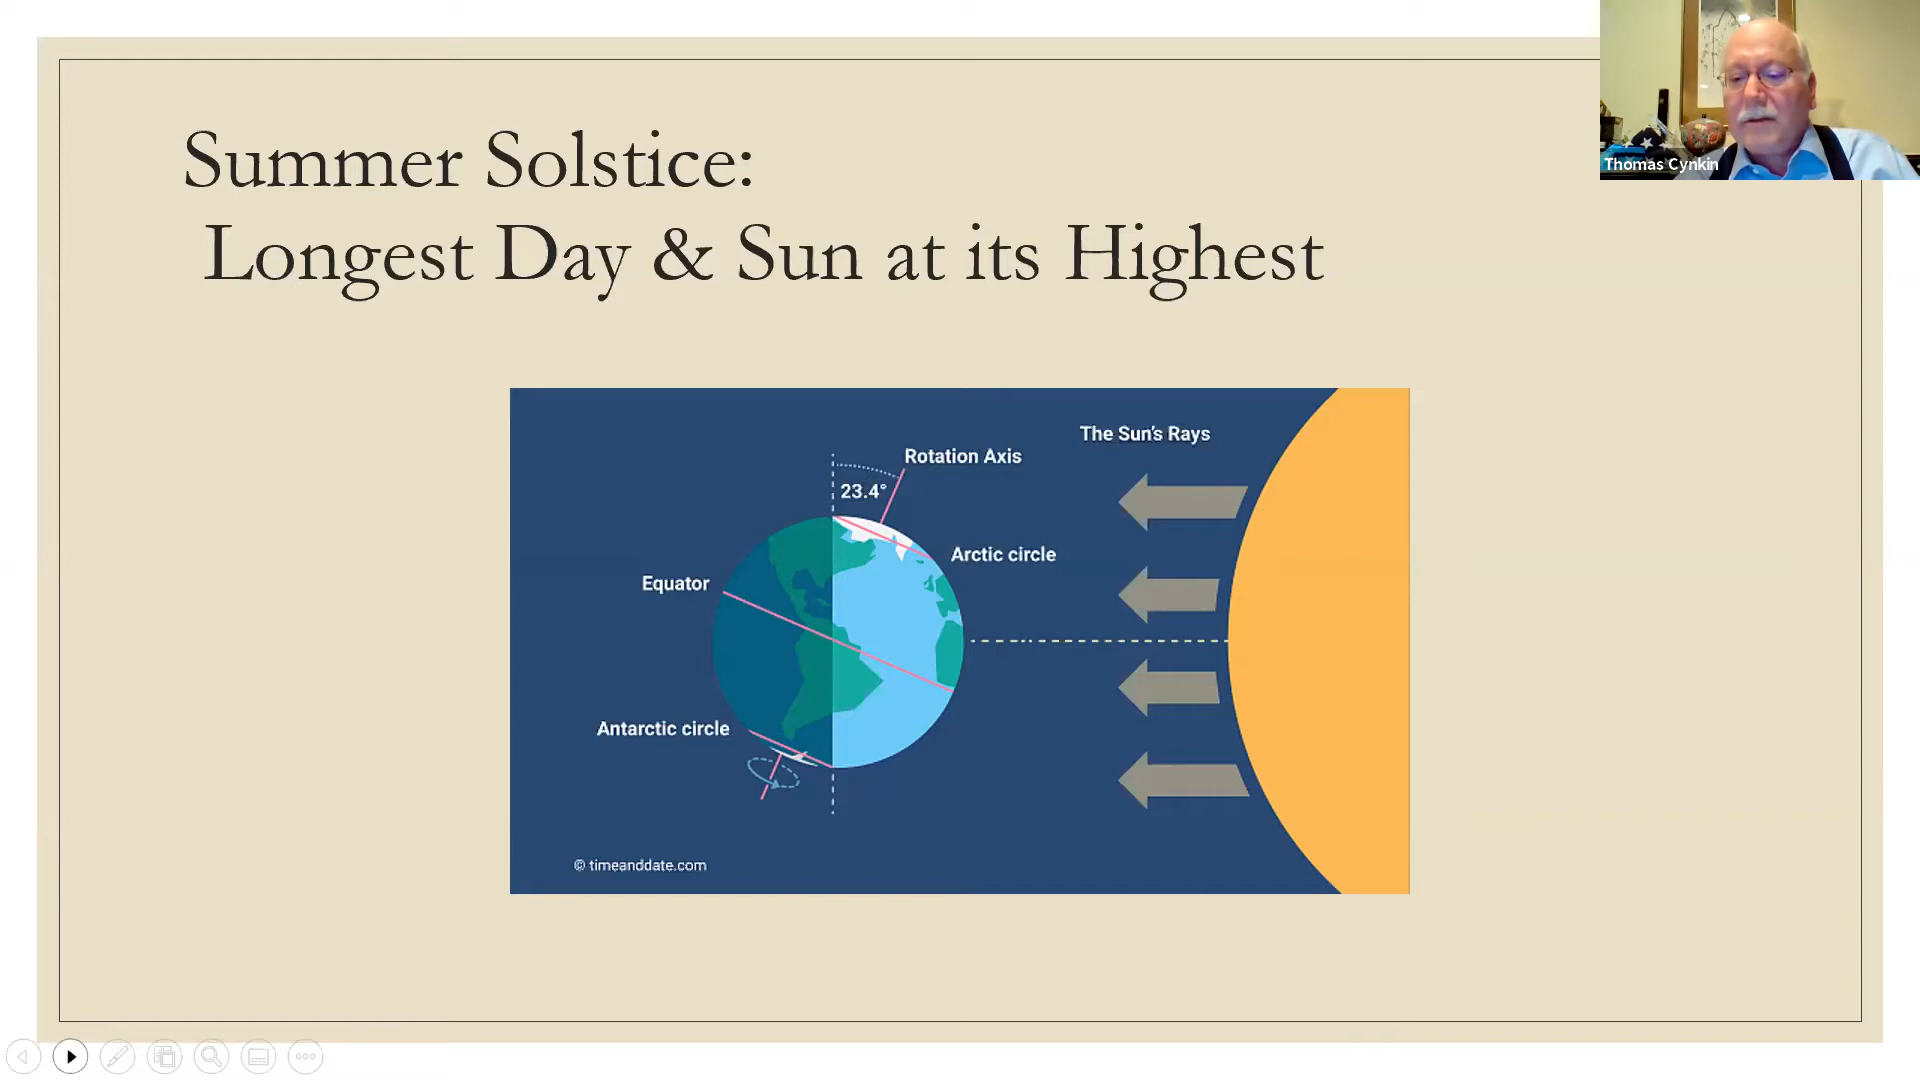 Summer Solstice:
Longest Day & Sun at its Highest
Thomas Cynkin
The Sun's Rays
Rotation Axis
23.4°
Arctic circle
Equator
Antarctic circle
© timeanddate.com